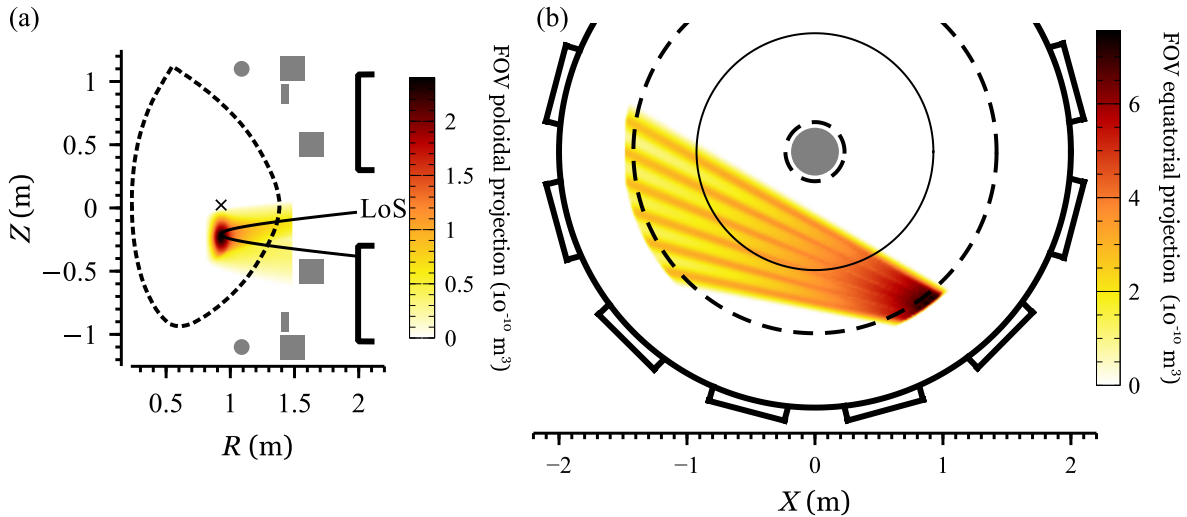 (a)
1
0.5
0
−0.5
−1
Z (m)
0.5 1 1.5 2
R (m)
LoS
2
1.5
1
0.5
0
FOV poloidal projection (10⁻¹⁰ m³)
(b)
−2 −1 0 1 2
X (m)
6
4
2
0
FOV equatorial projection (10⁻¹⁰ m³)